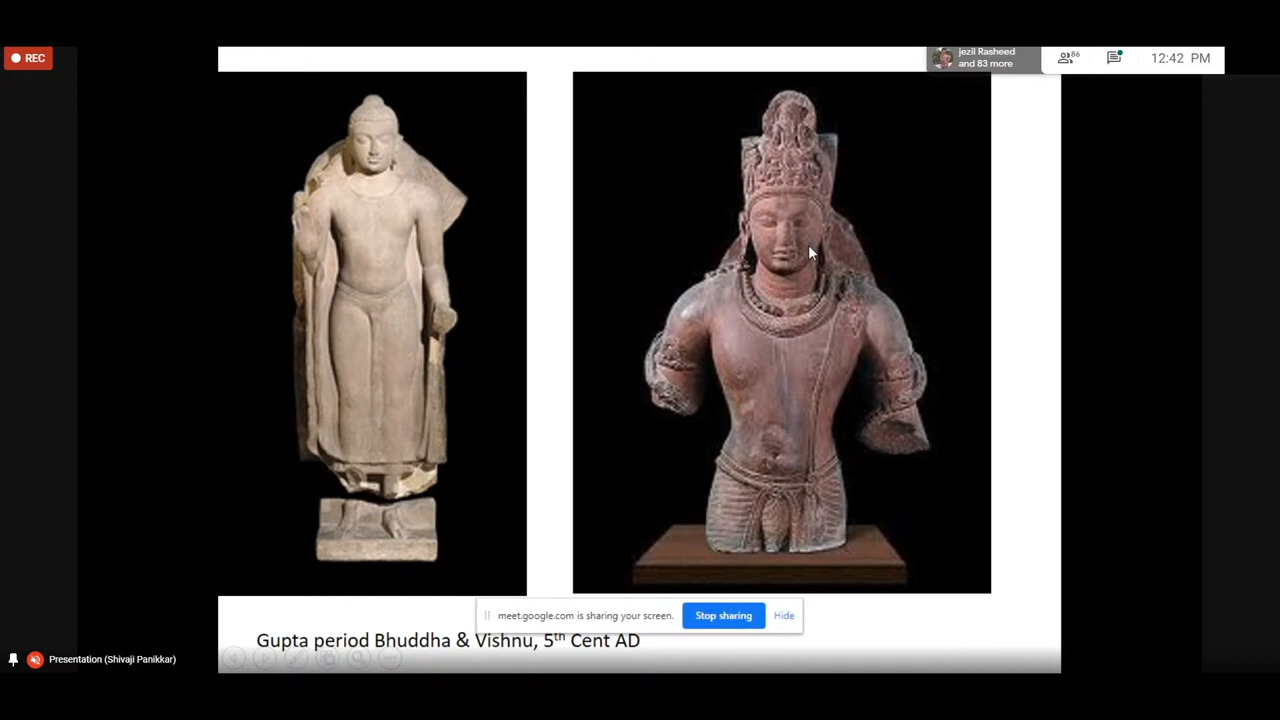 REC
jezil Rasheed
and 83 more
86
12:42 PM
meet.google.com is sharing your screen.
Stop sharing
Hide
Gupta period Bhuddha & Vishnu, 5th Cent AD
Presentation (Shivaji Panikkar)